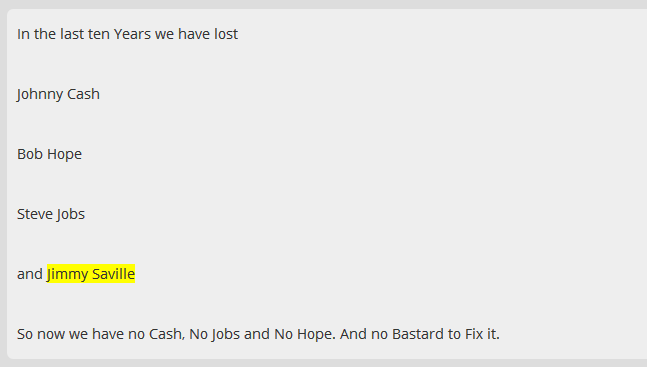 In the last ten Years we have lost
Johnny Cash
Bob Hope
Steve Jobs
and Jimmy Saville
So now we have no Cash, No Jobs and No Hope. And no Bastard to Fix it.